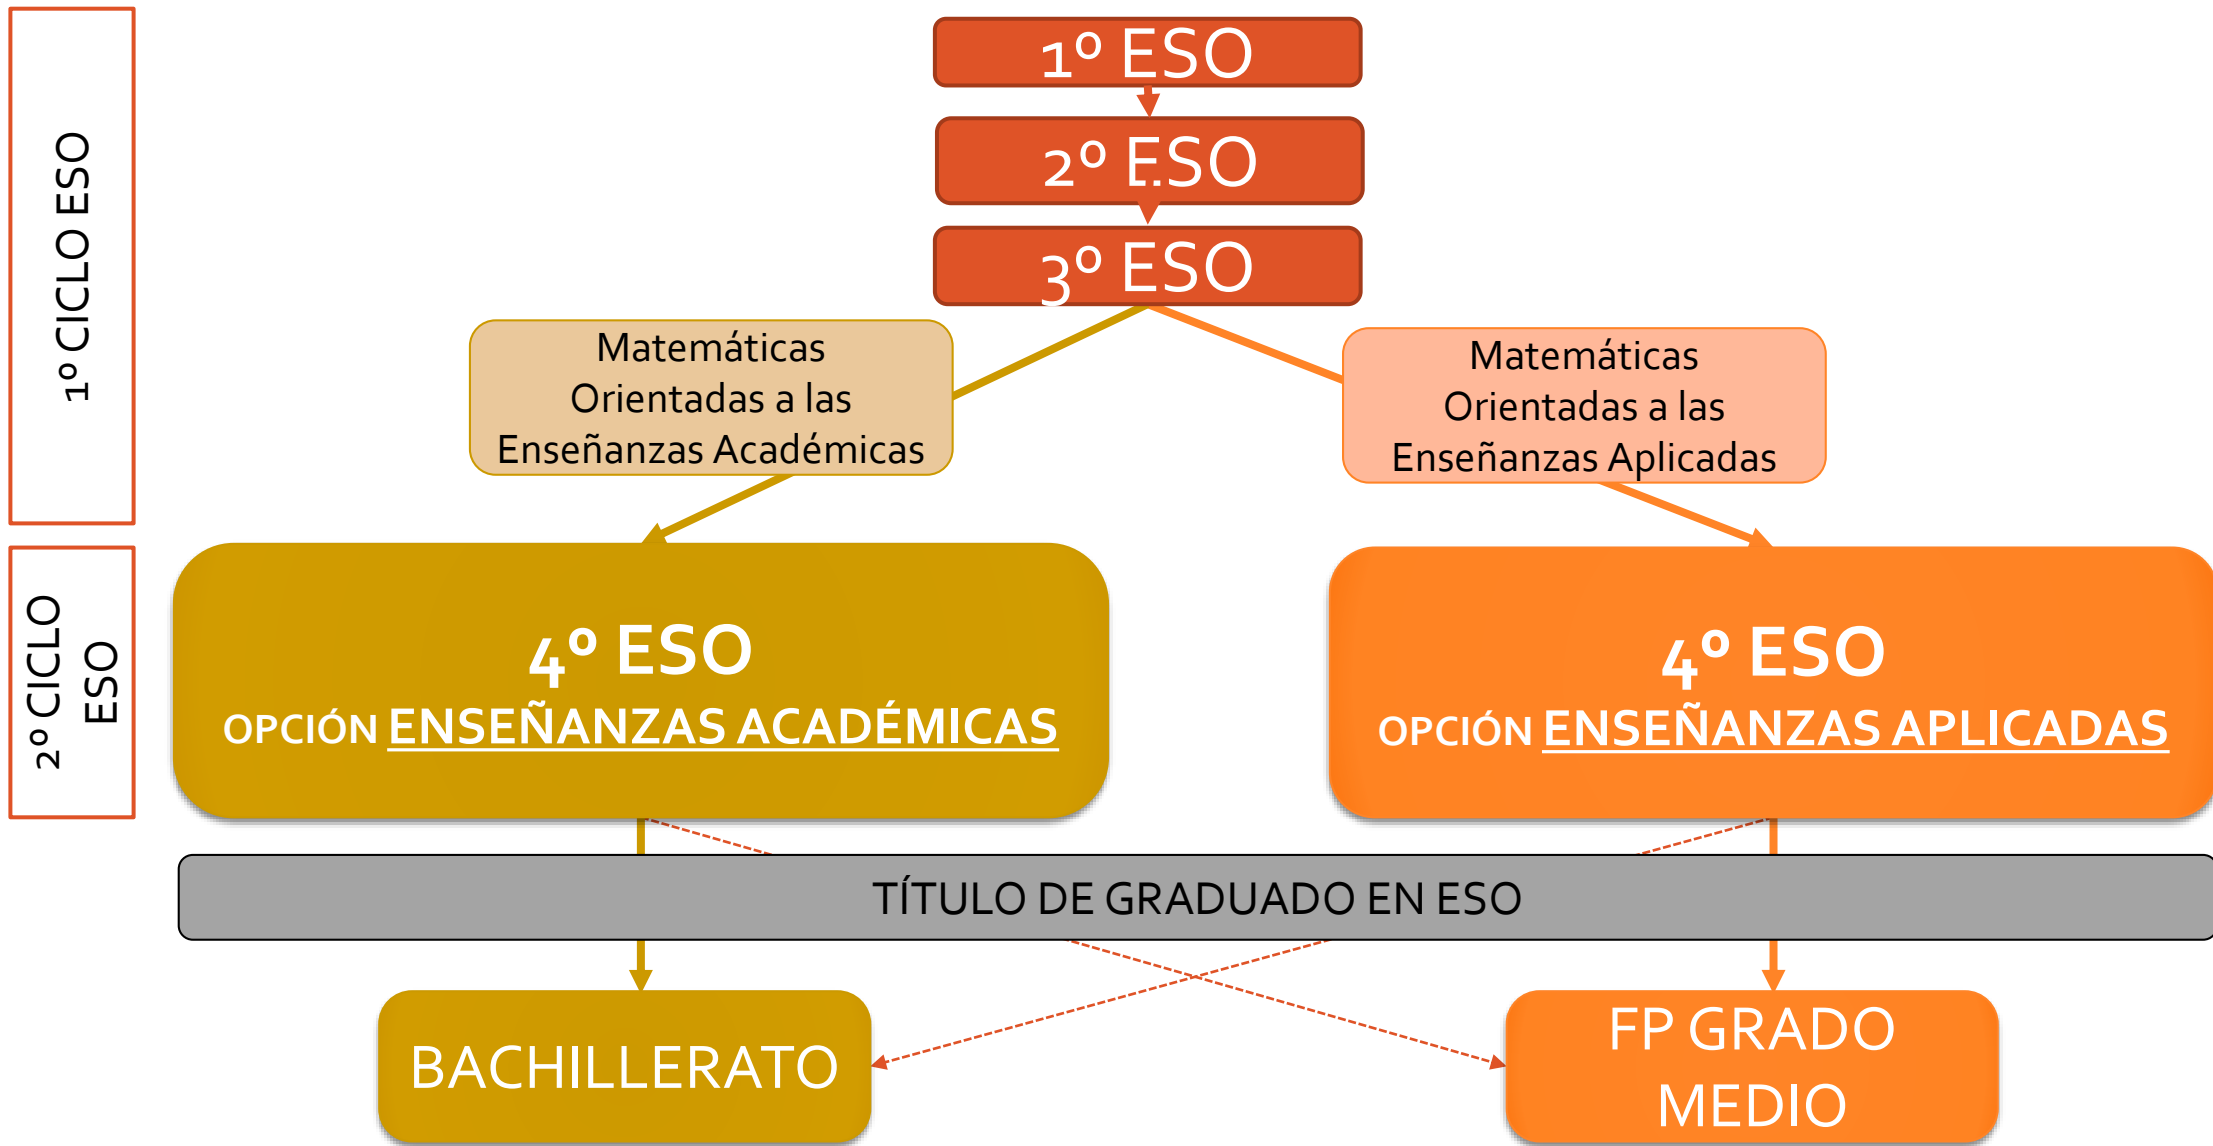 1º CICLO ESO
1º ESO
2º ESO
3º ESO
Matemáticas
Orientadas a las
Enseñanzas Académicas
Matemáticas
Orientadas a las
Enseñanzas Aplicadas
2º CICLO
ESO
4º ESO
OPCIÓN ENSEÑANZAS ACADÉMICAS
4º ESO
OPCIÓN ENSEÑANZAS APLICADAS
TÍTULO DE GRADUADO EN ESO
BACHILLERATO
FP GRADO
MEDIO